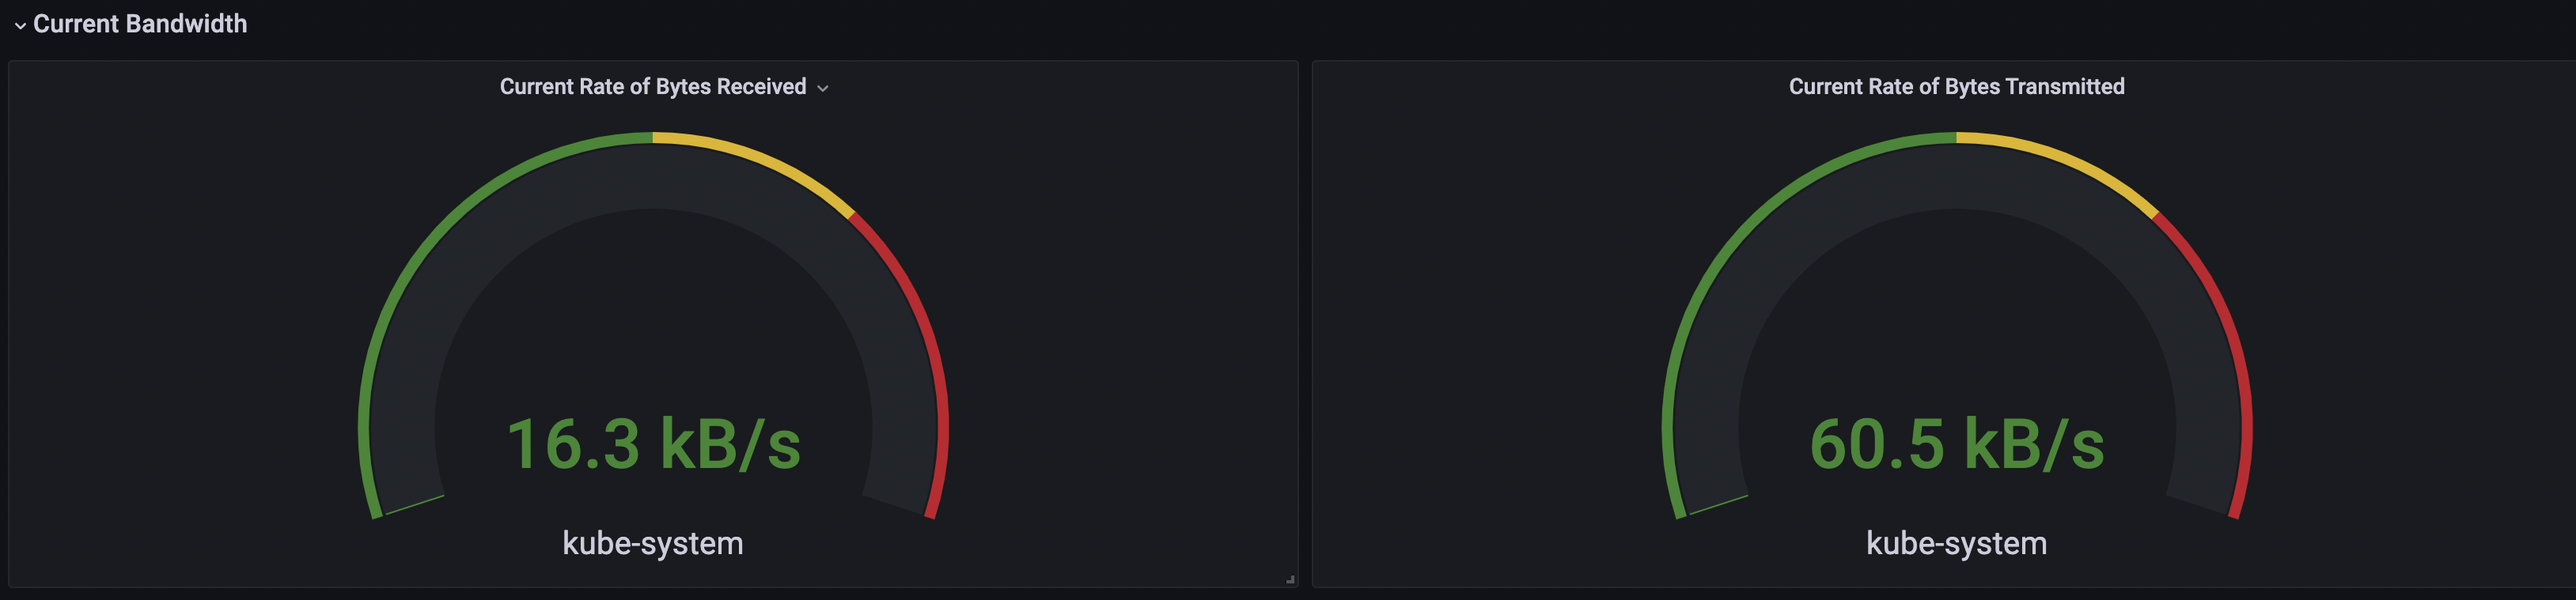 Current Bandwidth
Current Rate of Bytes Received
16.3 kB/s
kube-system
Current Rate of Bytes Transmitted
60.5 kB/s
kube-system